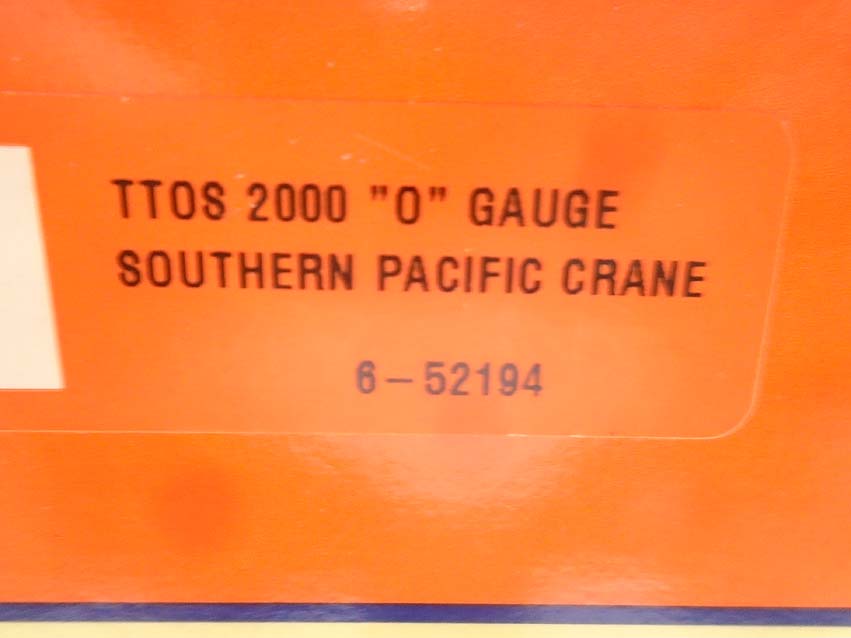 TTOS 2000 "O" GAUGE
SOUTHERN PACIFIC CRANE
6-52194